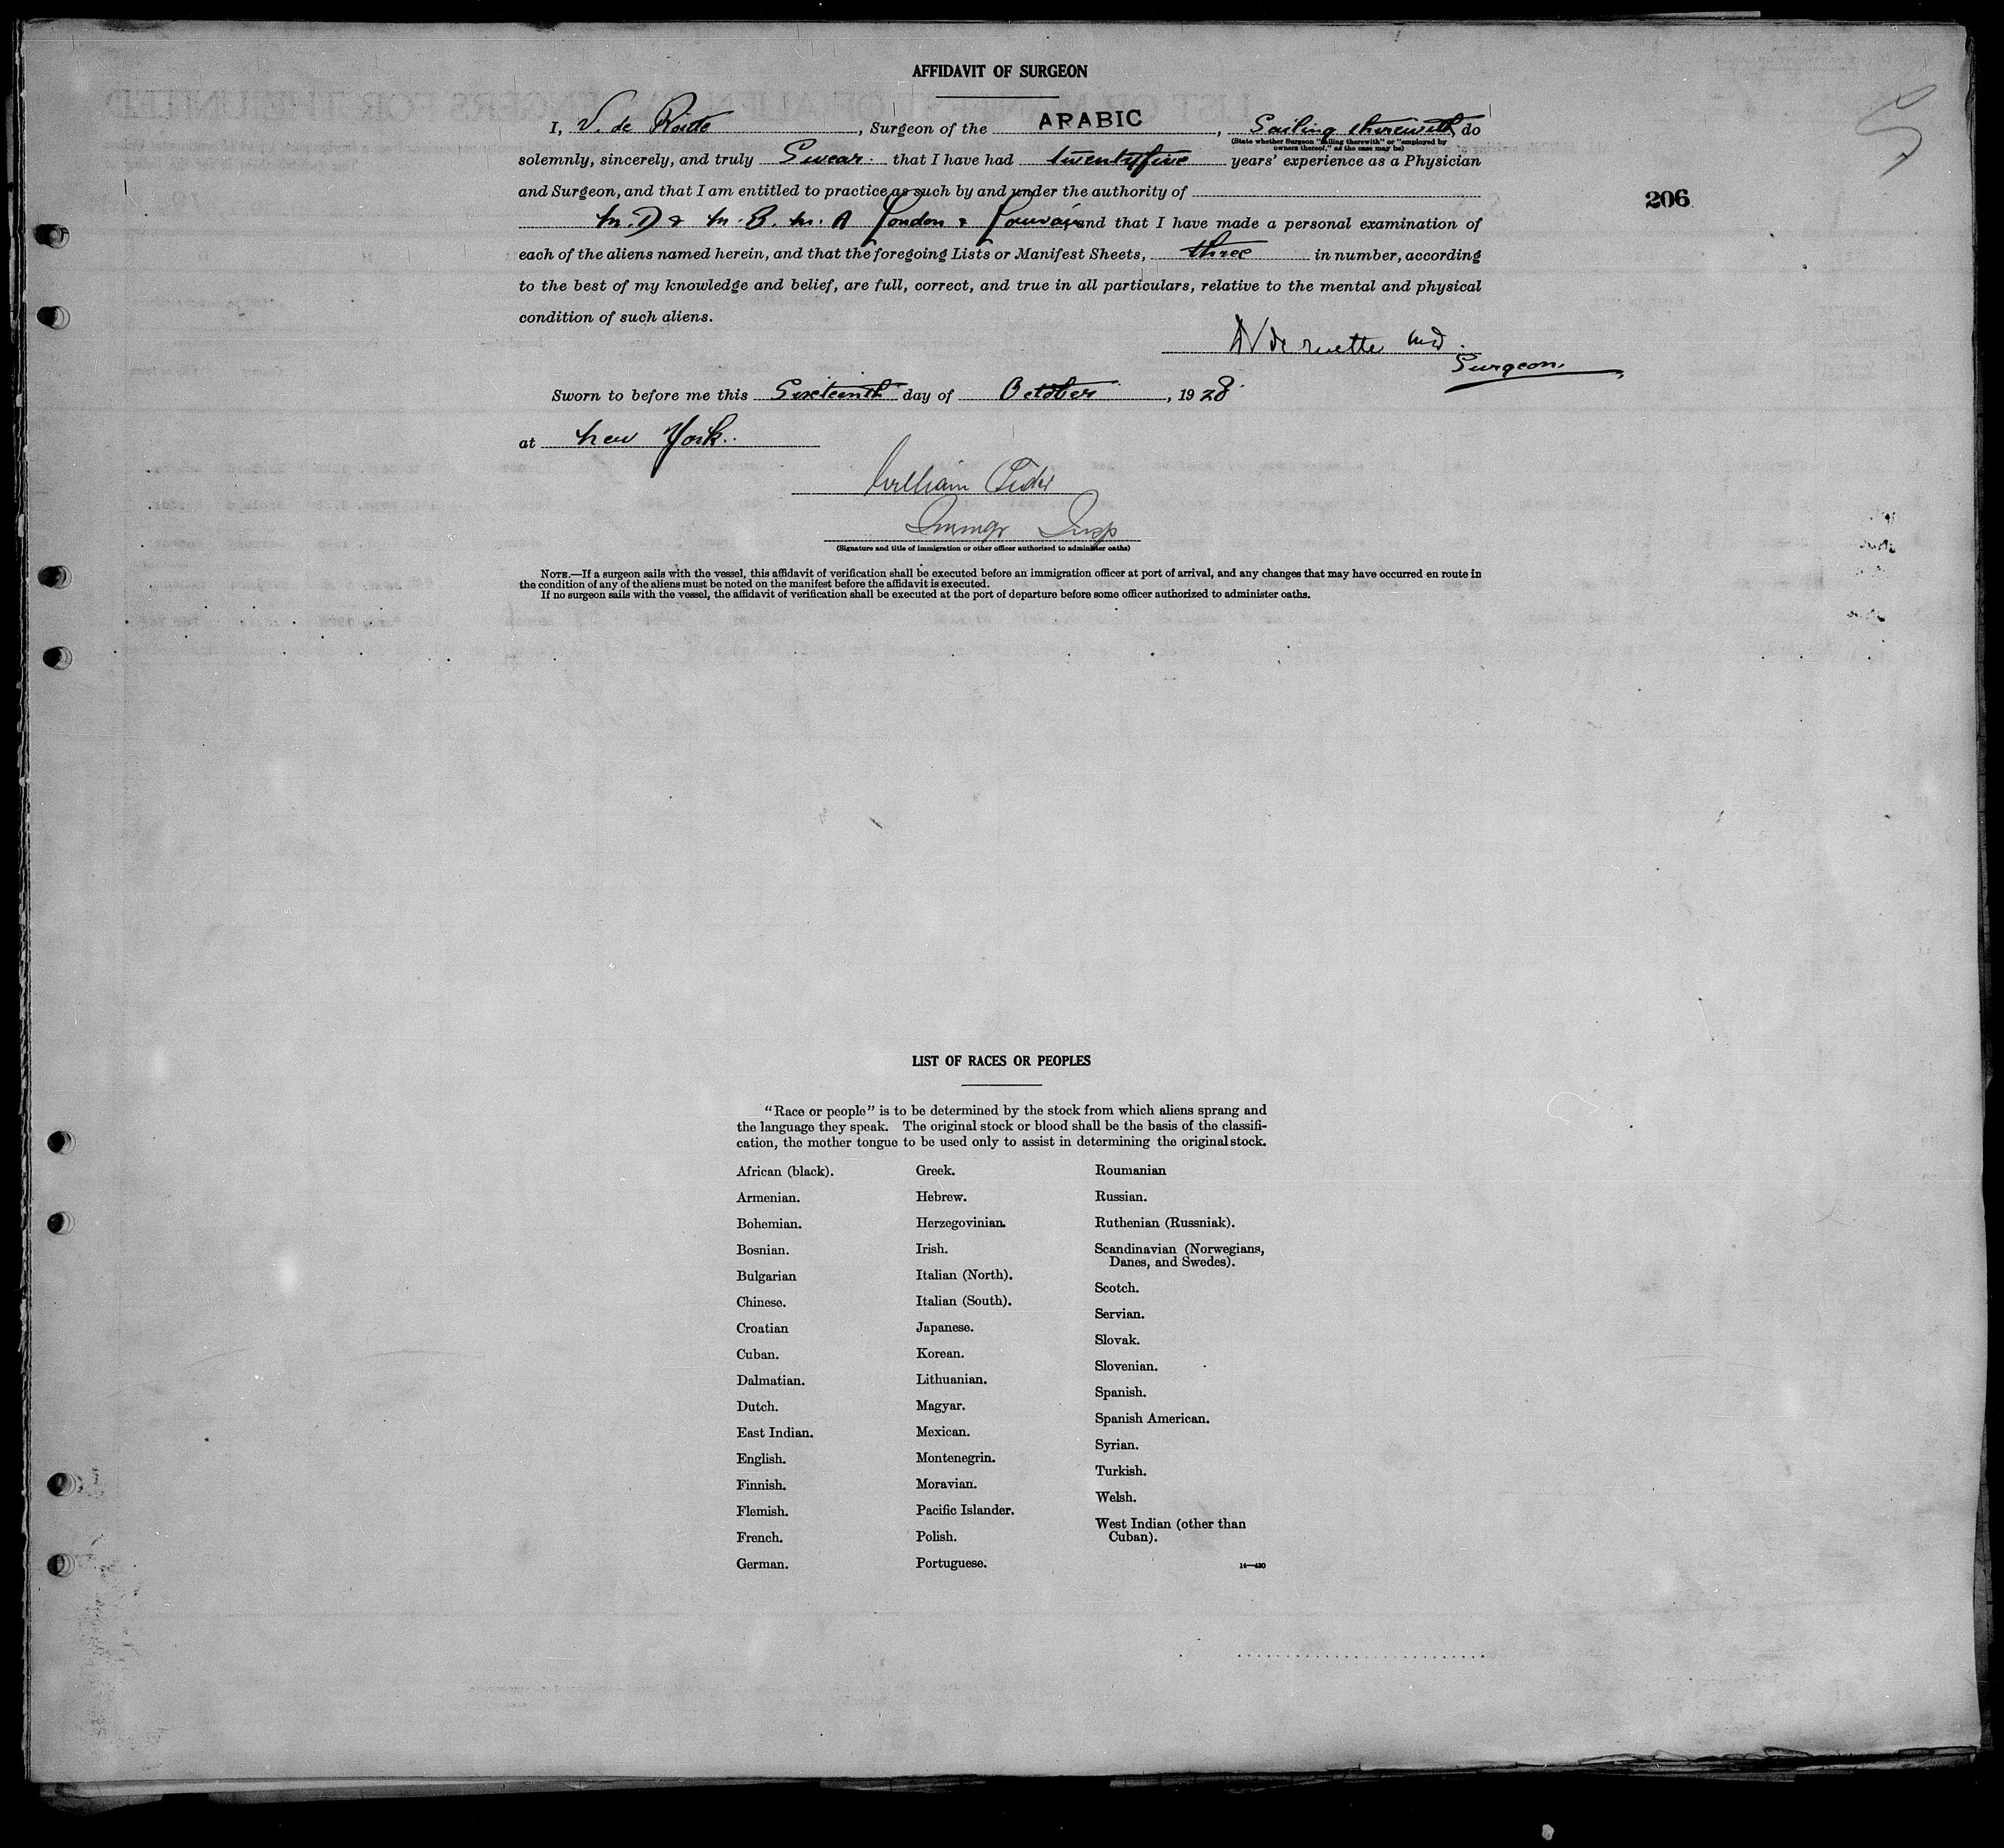 AFFIDAVIT OF SURGEON
I, V. de , Surgeon of the ARABIC, Sailing therewith, do
(State whether Surgeon "sailing therewith" or "employed by
owners thereof," as the case may be)
solemnly, sincerely, and truly Swear that I have had twentyfive years' experience as a Physician
and Surgeon, and that I am entitled to practice as such by and under the authority of
206
M.D & M.B. M.A London & Louvain and that I have made a personal examination of
each of the aliens named herein, and that the foregoing Lists or Manifest Sheets, three in number, according
to the best of my knowledge and belief, are full, correct, and true in all particulars, relative to the mental and physical
condition of such aliens.
de ruette MD.
Surgeon.
Sworn to before me this Sixteenth day of October, 1928
at New York.
William
Immgr Insp
(Signature and title of immigration or other officer authorized to administer oaths)
NOTE.—If a surgeon sails with the vessel, this affidavit of verification shall be executed before an immigration officer at port of arrival, and any changes that may have occurred en route in
the condition of any of the aliens must be noted on the manifest before the affidavit is executed.
If no surgeon sails with the vessel, the affidavit of verification shall be executed at the port of departure before some officer authorized to administer oaths.
LIST OF RACES OR PEOPLES
"Race or people" is to be determined by the stock from which aliens sprang and
the language they speak. The original stock or blood shall be the basis of the classifi-
cation, the mother tongue to be used only to assist in determining the original stock.
African (black).
Armenian.
Bohemian.
Bosnian.
Bulgarian
Chinese.
Croatian
Cuban.
Dalmatian.
Dutch.
East Indian.
English.
Finnish.
Flemish.
French.
German.
Greek.
Hebrew.
Herzegovinian.
Irish.
Italian (North).
Italian (South).
Japanese.
Korean.
Lithuanian.
Magyar.
Mexican.
Montenegrin.
Moravian.
Pacific Islander.
Polish.
Portuguese.
Roumanian
Russian.
Ruthenian (Russniak).
Scandinavian (Norwegians,
Danes, and Swedes).
Scotch.
Servian.
Slovak.
Slovenian.
Spanish.
Spanish American.
Syrian.
Turkish.
Welsh.
West Indian (other than
Cuban).
14—430